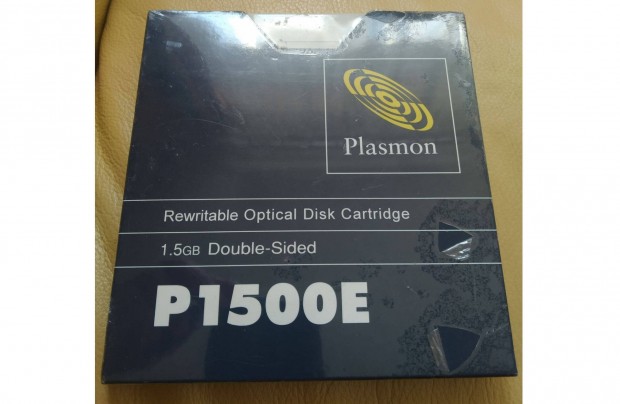 Plasmon
Rewritable Optical Disk Cartridge
1.5GB Double-Sided
P1500E